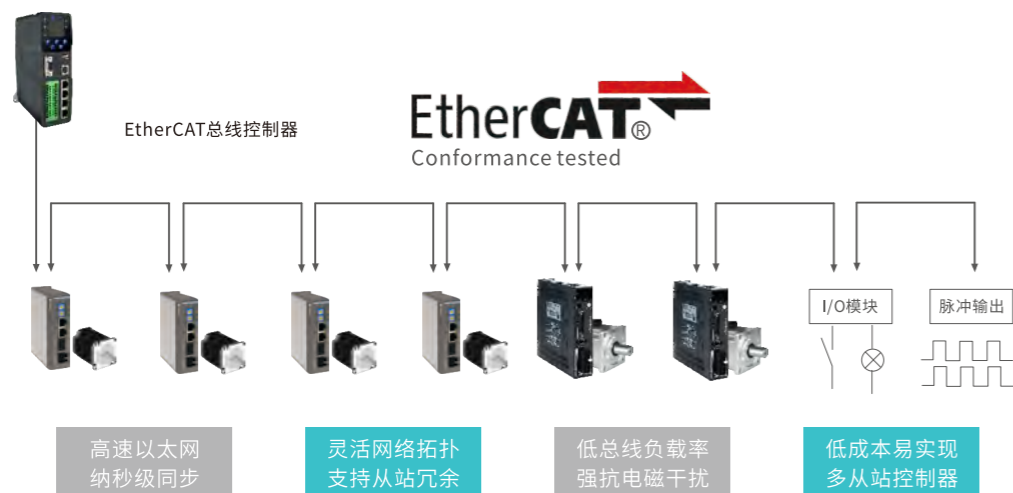 EtherCAT总线控制器
EtherCAT®
Conformance tested
I/O模块
脉冲输出
高速以太网
纳秒级同步
灵活网络拓扑
支持从站冗余
低总线负载率
强抗电磁干扰
低成本易实现
多从站控制器